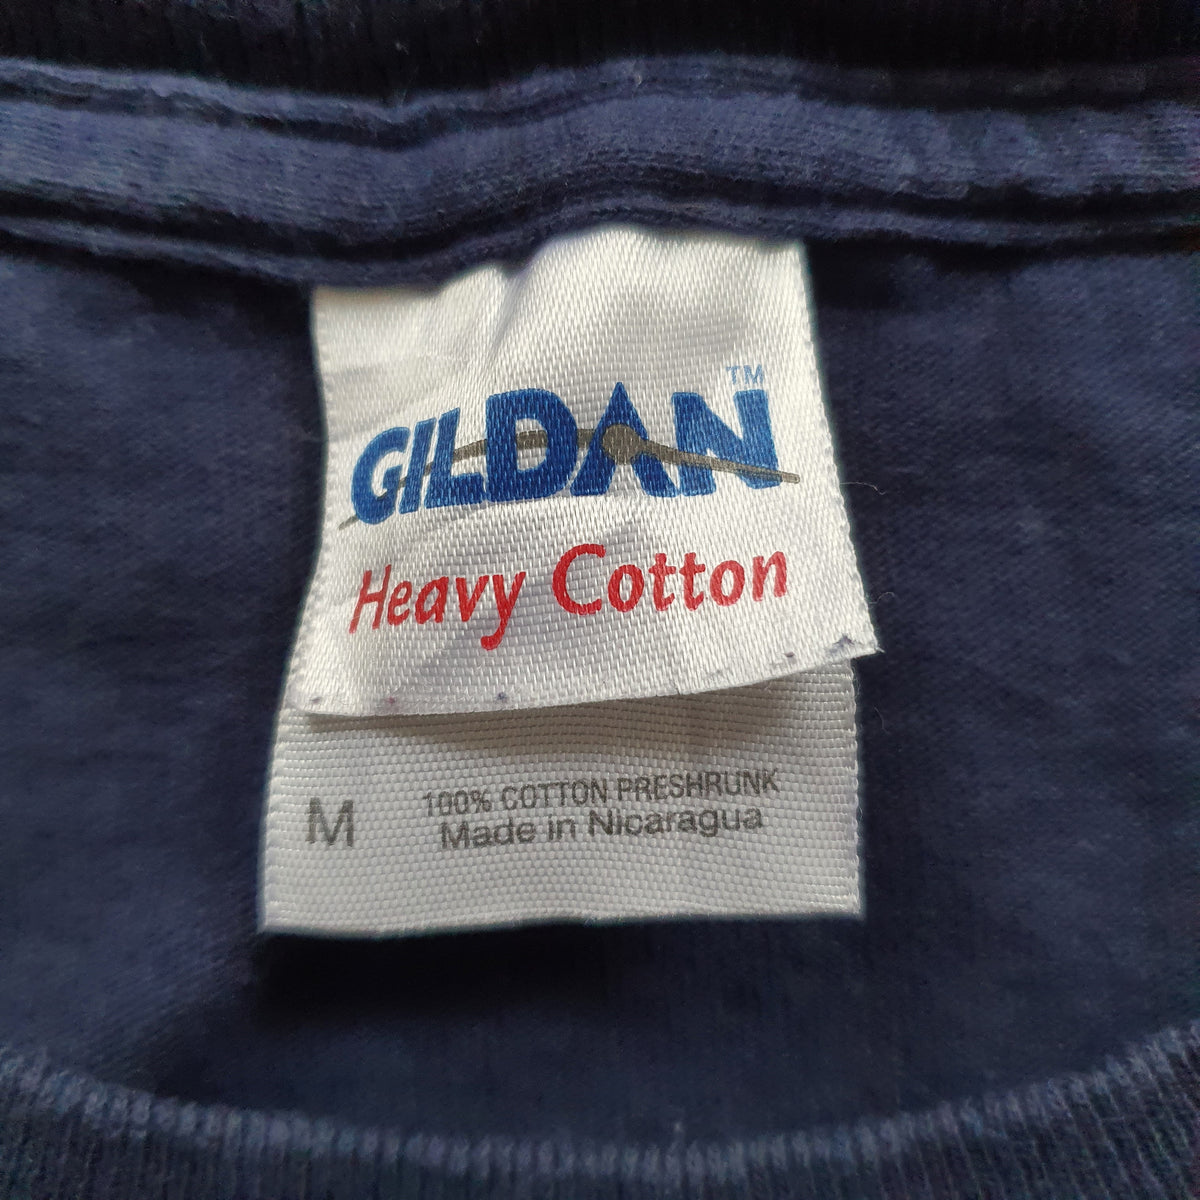 GILDAN™
Heavy Cotton
M
100% COTTON PRESHRUNK
Made in Nicaragua